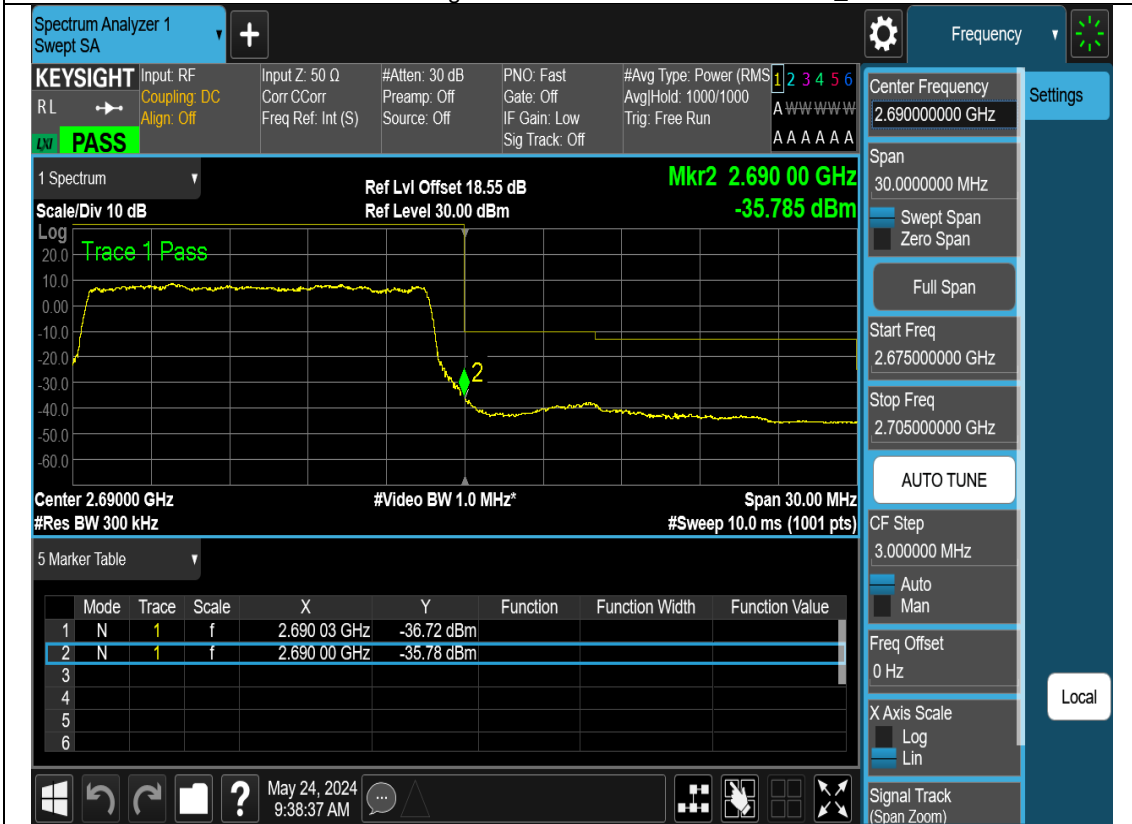 Spectrum Analyzer 1
Swept SA
Frequency
KEYSIGHT
RL
LXI
PASS
Input: RF
Coupling: DC
Align: Off
Input Z: 50 Ω
Corr CCorr
Freq Ref: Int (S)
#Atten: 30 dB
Preamp: Off
Source: Off
PNO: Fast
Gate: Off
IF Gain: Low
Sig Track: Off
#Avg Type: Power (RMS
Avg|Hold: 1000/1000
Trig: Free Run
1 2 3 4 5 6
A W W W W W
A A A A A A
1 Spectrum
Scale/Div 10 dB
Ref Lvl Offset 18.55 dB
Ref Level 30.00 dBm
Mkr2 2.690 00 GHz
-35.785 dBm
Log
Trace 1 Pass
20.0
10.0
0.00
-10.0
-20.0
-30.0
-40.0
-50.0
-60.0
2
Center 2.69000 GHz
#Res BW 300 kHz
#Video BW 1.0 MHz*
Span 30.00 MHz
#Sweep 10.0 ms (1001 pts)
5 Marker Table
Mode Trace Scale X Y Function Function Width Function Value
1 N 1 f 2.690 03 GHz -36.72 dBm
2 N 1 f 2.690 00 GHz -35.78 dBm
3
4
5
6
May 24, 2024
9:38:37 AM
Center Frequency
2.690000000 GHz
Settings
Span
30.0000000 MHz
Swept Span
Zero Span
Full Span
Start Freq
2.675000000 GHz
Stop Freq
2.705000000 GHz
AUTO TUNE
CF Step
3.000000 MHz
Auto
Man
Freq Offset
0 Hz
Local
X Axis Scale
Log
Lin
Signal Track
(Span Zoom)